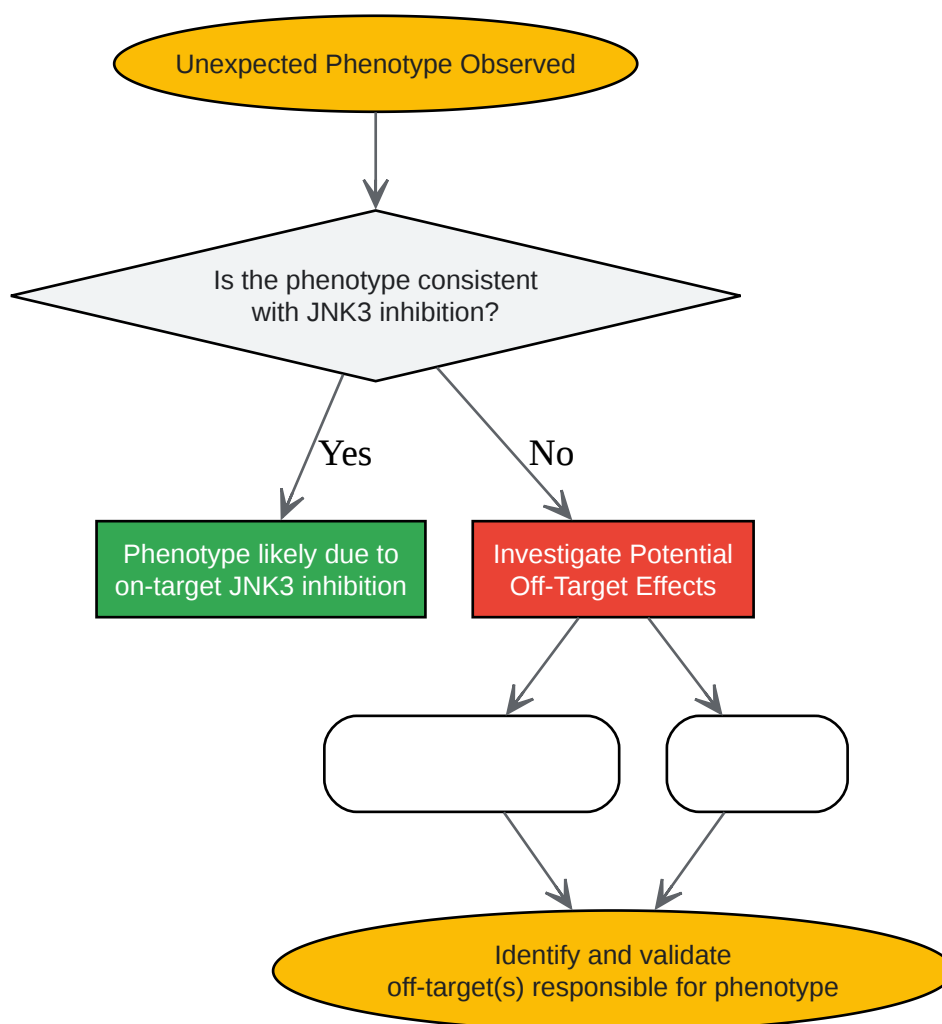 Unexpected Phenotype Observed
Is the phenotype consistent
with JNK3 inhibition?
Yes
No
Phenotype likely due to
on-target JNK3 inhibition
Investigate Potential
Off-Target Effects
Identify and validate
off-target(s) responsible for phenotype